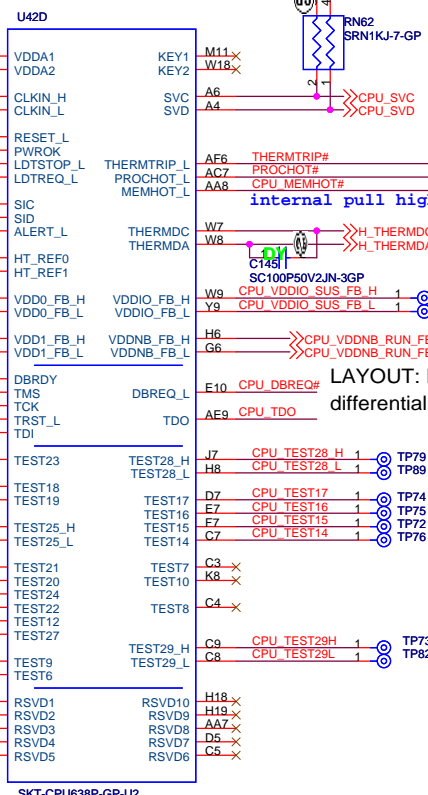 U42D
4
RN62
SRN1KJ-7-GP
VDDA1 KEY1 M11
VDDA2 KEY2 W18
2 1
CLKIN_H SVC A6 CPU_SVC
CLKIN_L SVD A4 CPU_SVD
RESET_L
PWROK
LDTSTOP_L THERMTRIP_L AF6 THERMTRIP#
LDTREQ_L PROCHOT_L AC7 PROCHOT#
MEMHOT_L AA8 CPU_MEMHOT#
internal pull hig
SIC
SID
ALERT_L THERMDC W7 H_THERMDC
THERMDA W8 H_THERMDA
DY
HT_REF0 C145
HT_REF1 SC100P50V2JN-3GP
VDD0_FB_H VDDIO_FB_H W9 CPU_VDDIO_SUS_FB_H 1
VDD0_FB_L VDDIO_FB_L Y9 CPU_VDDIO_SUS_FB_L 1
VDD1_FB_H VDDNB_FB_H H6 CPU_VDDNB_RUN_FB
VDD1_FB_L VDDNB_FB_L G6 CPU_VDDNB_RUN_FB
LAYOUT:
DBRDY
TMS DBREQ_L E10 CPU_DBREQ#
differential
TCK
TRST_L TDO AE9 CPU_TDO
TDI
TEST23 TEST28_H J7 CPU_TEST28_H 1 TP79
TEST28_L H8 CPU_TEST28_L 1 TP89
TEST18
TEST19 TEST17 D7 CPU_TEST17 1 TP74
TEST16 E7 CPU_TEST16 1 TP75
TEST25_H TEST15 F7 CPU_TEST15 1 TP72
TEST25_L TEST14 C7 CPU_TEST14 1 TP76
TEST21 TEST7 C3
TEST20 TEST10 K8
TEST24
TEST22 TEST8 C4
TEST12
TEST27
TEST29_H C9 CPU_TEST29H 1 TP73
TEST9 TEST29_L C8 CPU_TEST29L 1 TP82
TEST6
RSVD1 RSVD10 H18
RSVD2 RSVD9 H19
RSVD3 RSVD8 AA7
RSVD4 RSVD7 D5
RSVD5 RSVD6 C5
SKT-CPU638P-GP-U2